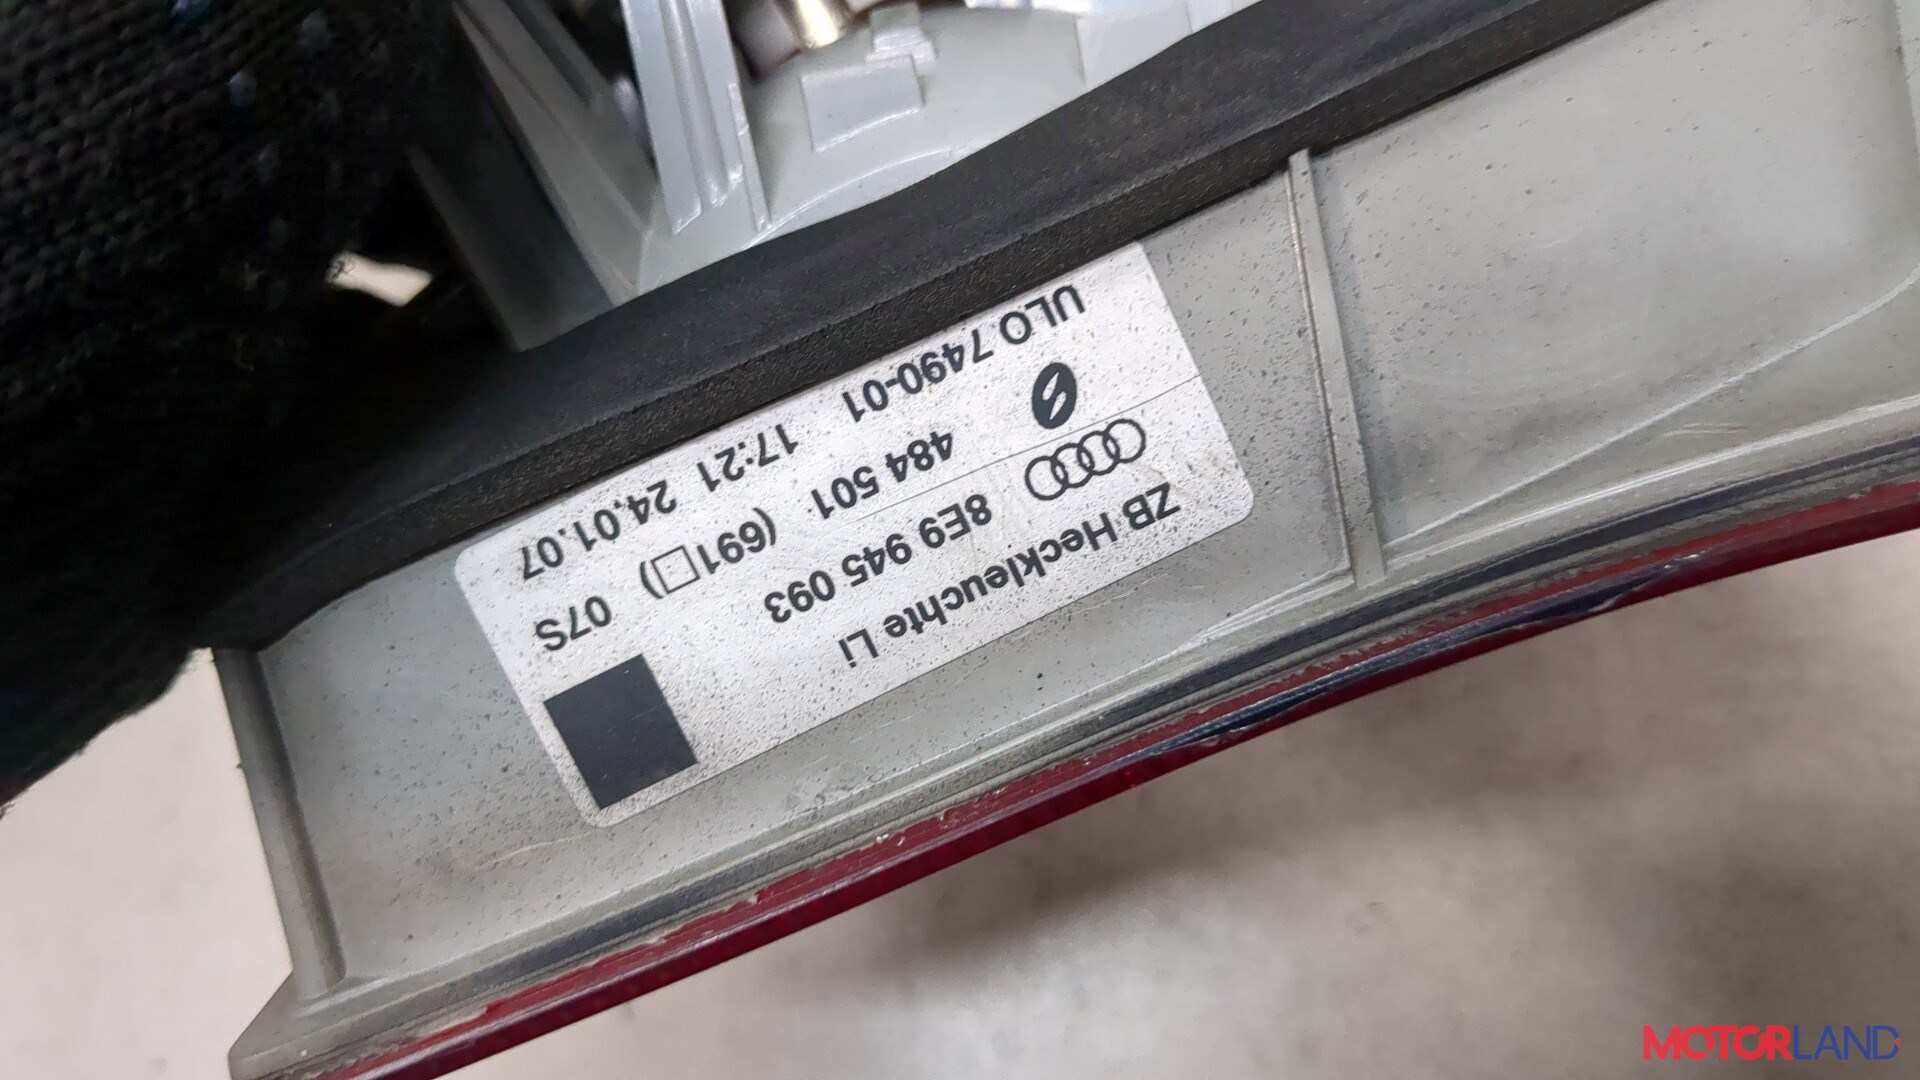 ZB Heckleuchte Li
8E9 945 093 07S
484 501 (691□)
ULO 7490-01 17:21 24.01.07
MOTORLAND